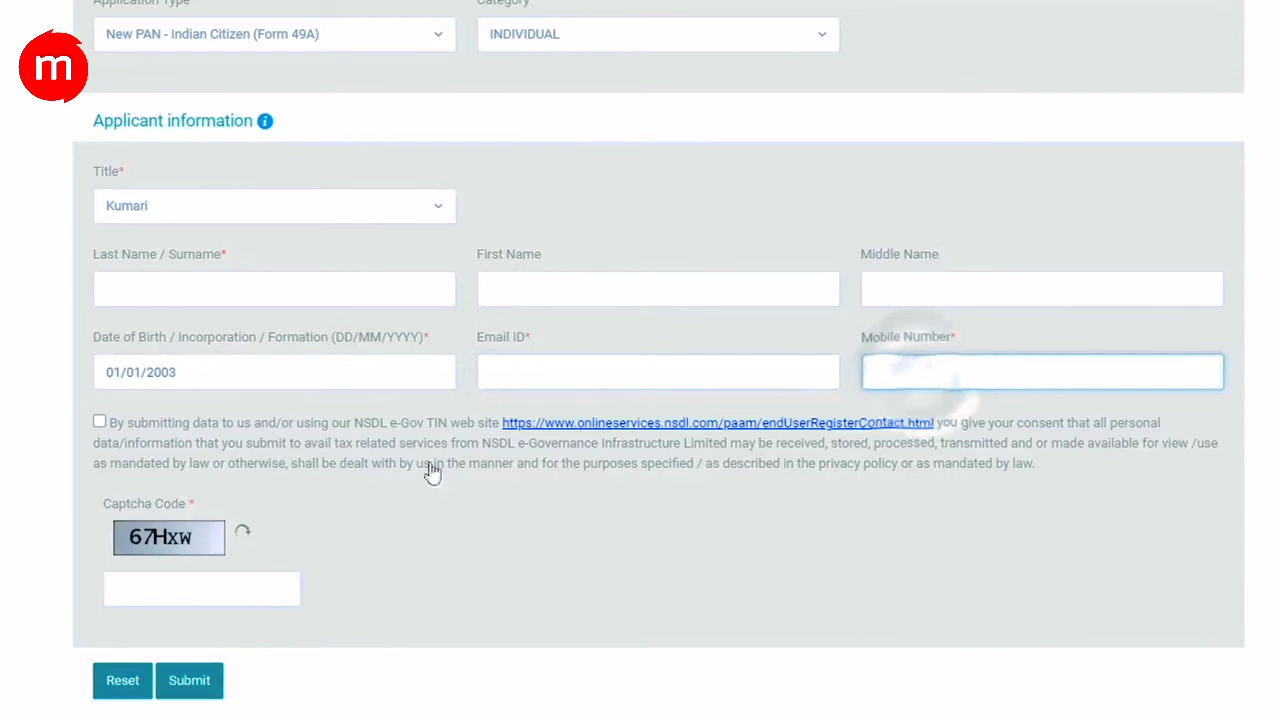 Application Type
Category
New PAN - Indian Citizen (Form 49A)
INDIVIDUAL
m
Applicant information
Title*
Kumari
Last Name / Surname*
First Name
Middle Name
Date of Birth / Incorporation / Formation (DD/MM/YYYY)*
Email ID*
Mobile Number*
01/01/2003
By submitting data to us and/or using our NSDL e-Gov TIN web site https://www.onlineservices.nsdl.com/paam/endUserRegisterContact.html you give your consent that all personal
data/information that you submit to avail tax related services from NSDL e-Governance Infrastructure Limited may be received, stored, processed, transmitted and or made available for view /use
as mandated by law or otherwise, shall be dealt with by us in the manner and for the purposes specified / as described in the privacy policy or as mandated by law.
Captcha Code *
67Hxw
Reset
Submit